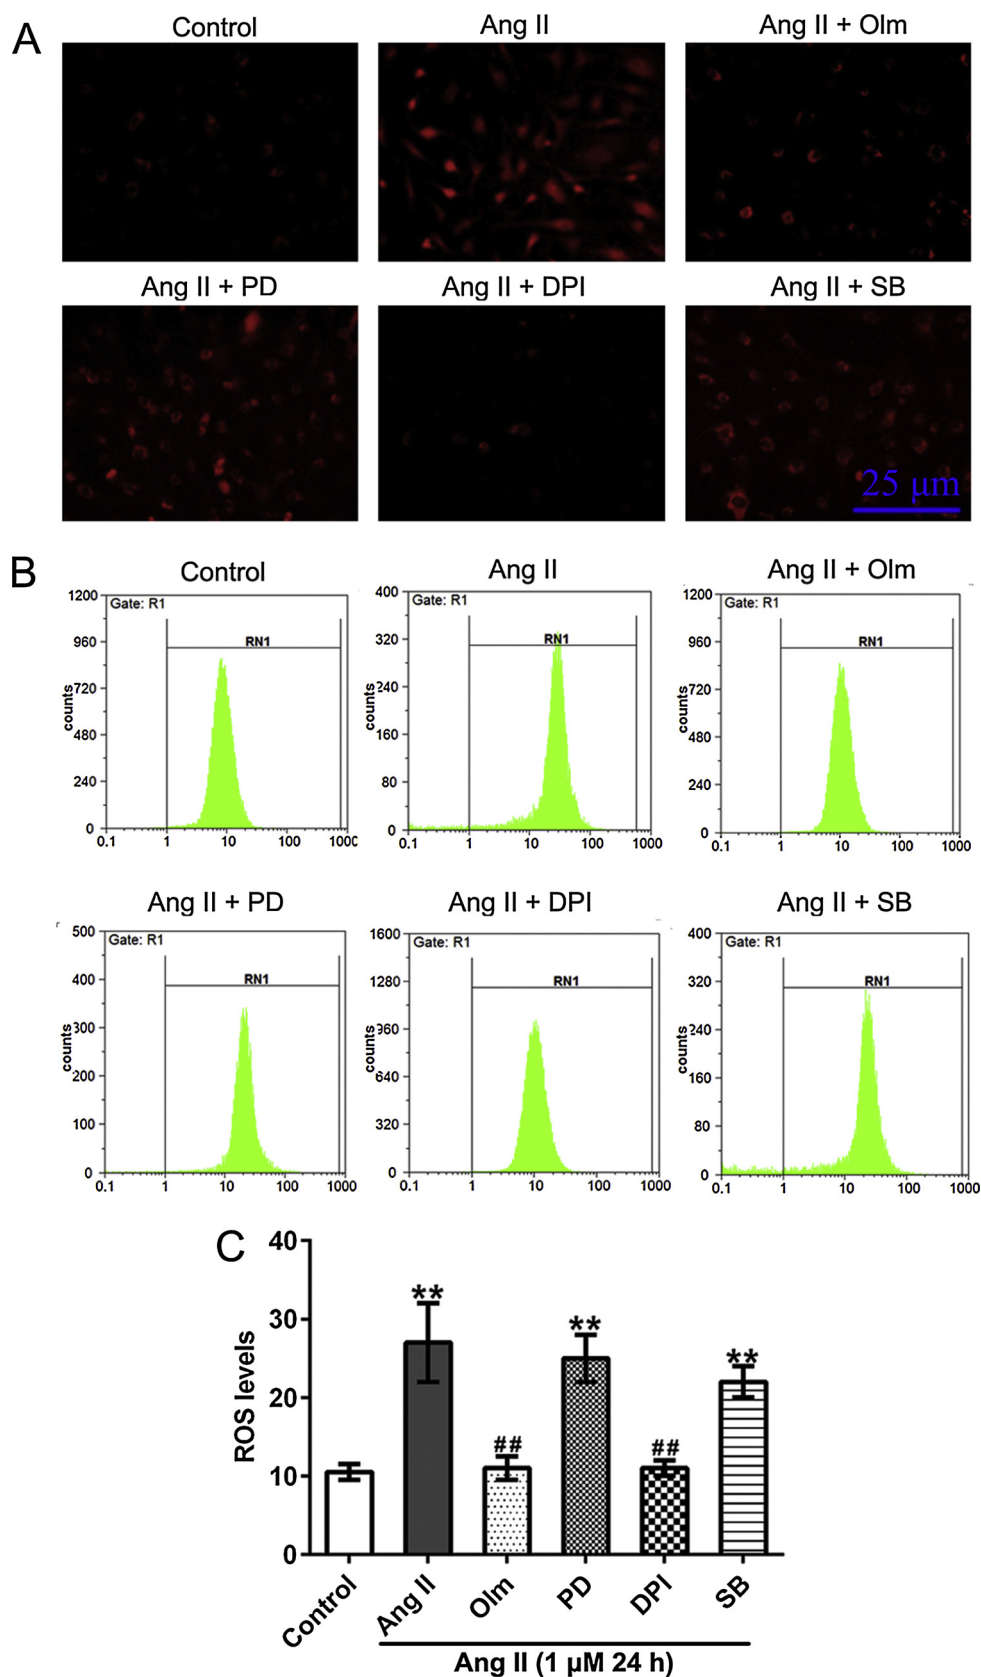 A
Control
Ang II
Ang II + Olm
Ang II + PD
Ang II + DPI
Ang II + SB
25 µm
B
Control
Ang II
Ang II + Olm
Gate: R1
RN1
counts
1200
960
720
480
240
0
0.1 1 10 100 1000
Gate: R1
RN1
counts
400
320
240
160
80
0
0.1 1 10 100 1000
Gate: R1
RN1
counts
1200
960
720
480
240
0
0.1 1 10 100 1000
Ang II + PD
Ang II + DPI
Ang II + SB
Gate: R1
RN1
counts
500
400
300
200
100
0
0.1 1 10 100 1000
Gate: R1
RN1
counts
1600
1280
960
640
320
0
0.1 1 10 100 1000
Gate: R1
RN1
counts
400
320
240
160
80
0
0.1 1 10 100 1000
C
ROS levels
40
30
20
10
0
**
##
**
##
**
Control
Ang II
Olm
PD
DPI
SB
Ang II (1 µM 24 h)